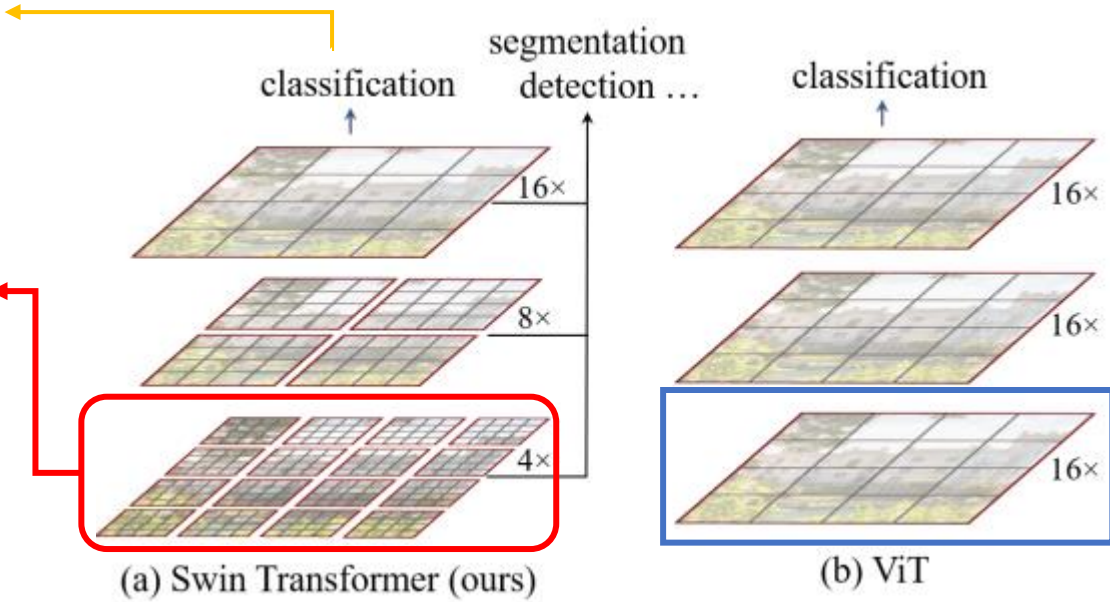 segmentation
classification
detection ...
classification
16×
16×
8×
16×
4×
16×
(a) Swin Transformer (ours)
(b) ViT